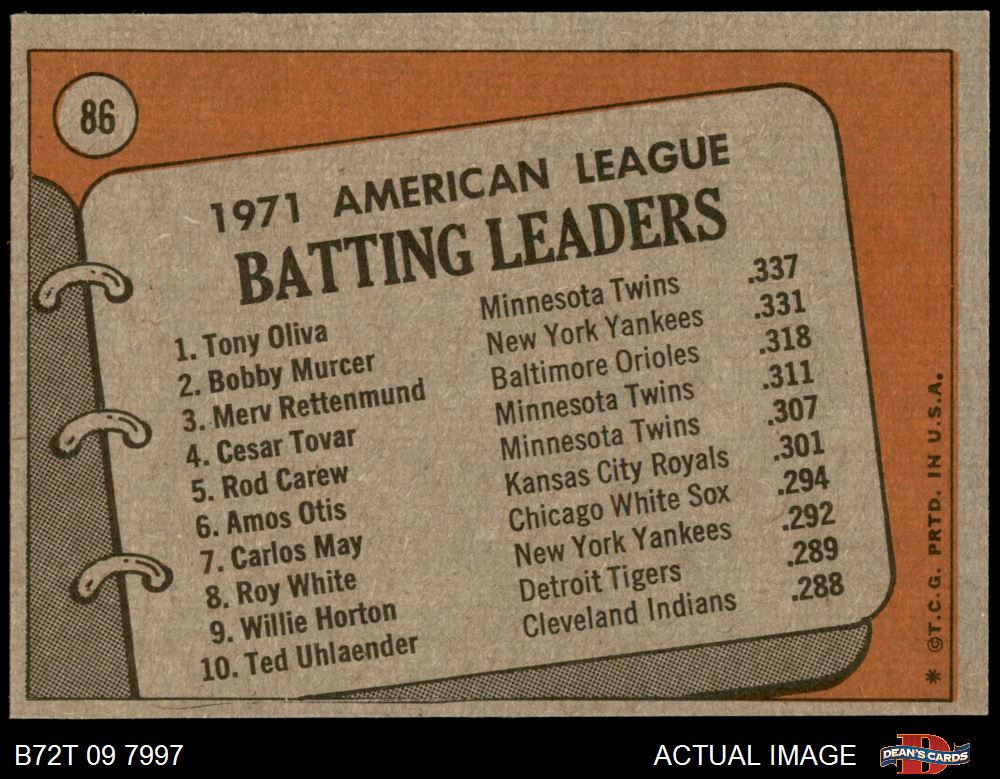 86
1971 AMERICAN LEAGUE
BATTING LEADERS
1. Tony Oliva Minnesota Twins .337
2. Bobby Murcer New York Yankees .331
3. Merv Rettenmund Baltimore Orioles .318
4. Cesar Tovar Minnesota Twins .311
5. Rod Carew Minnesota Twins .307
6. Amos Otis Kansas City Royals .301
7. Carlos May Chicago White Sox .294
8. Roy White New York Yankees .292
9. Willie Horton Detroit Tigers .289
10. Ted Uhlaender Cleveland Indians .288
* ©T.C.G. PRTD. IN U.S.A.
B72T 09 7997
ACTUAL IMAGE
D
DEAN'S CARDS